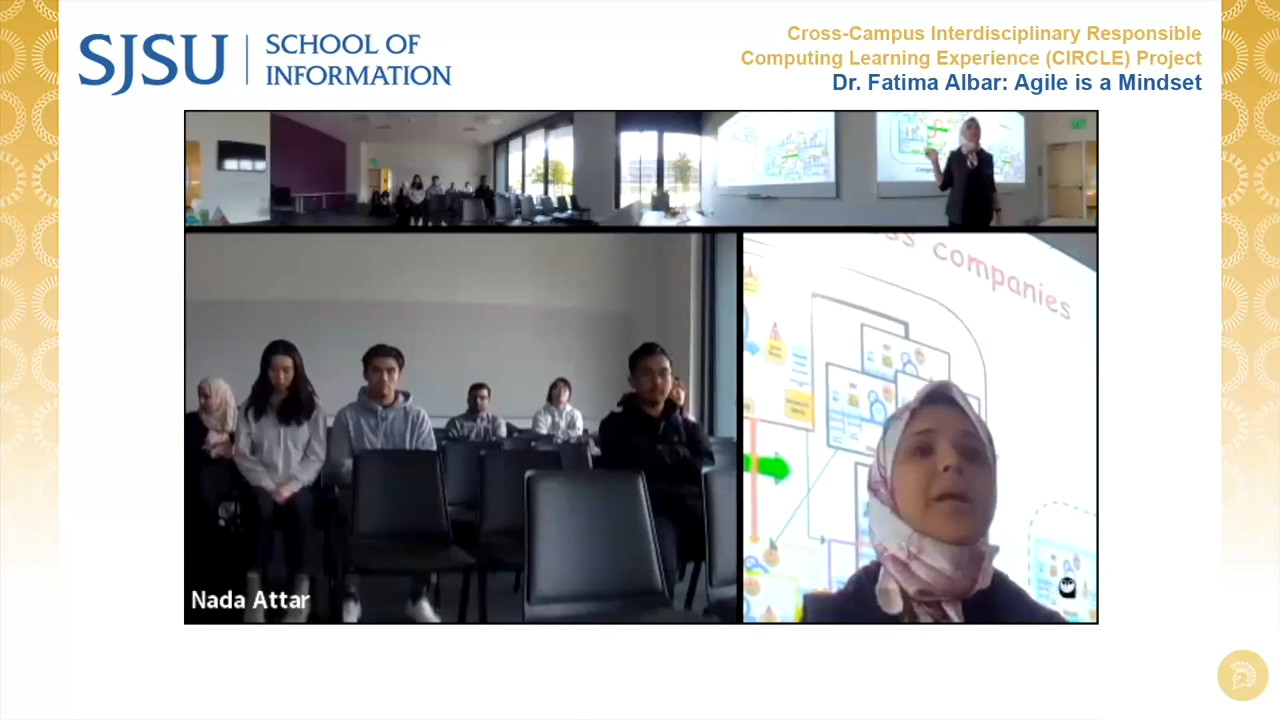 SJSU
SCHOOL OF
INFORMATION
Cross-Campus Interdisciplinary Responsible
Computing Learning Experience (CIRCLE) Project
Dr. Fatima Albar: Agile is a Mindset
companies
Nada Attar